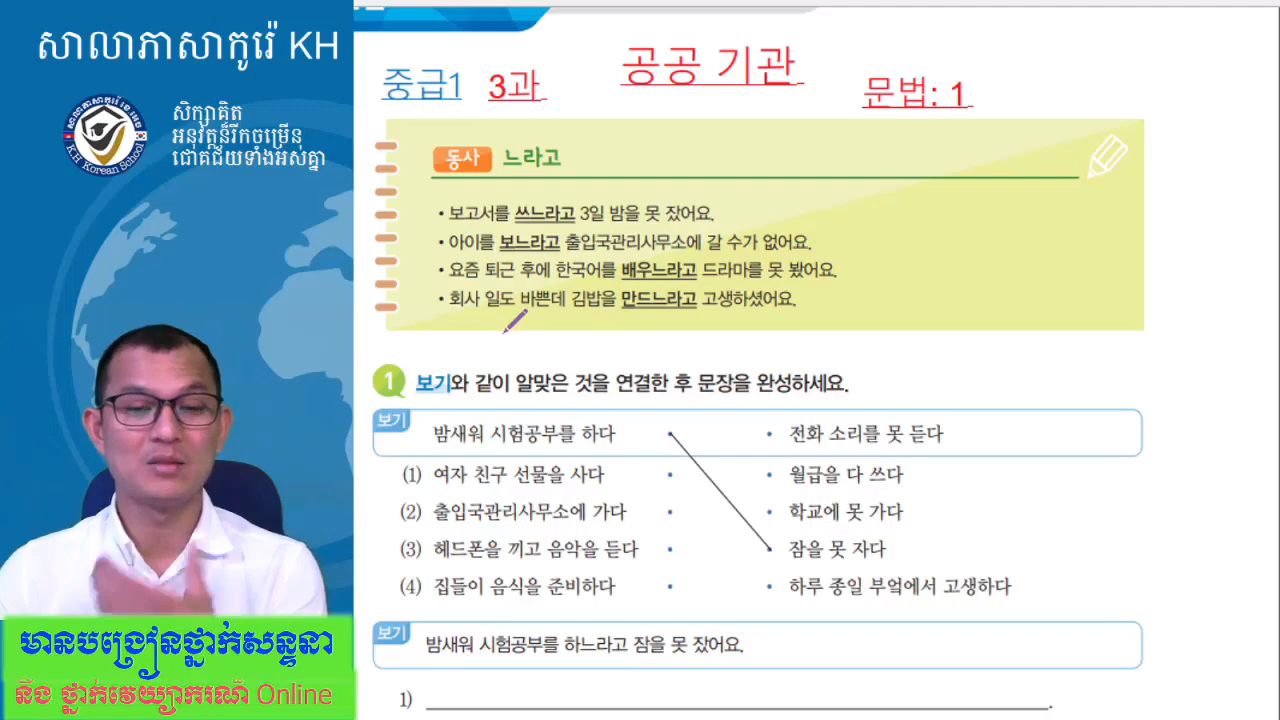 សាលាភាសាកូរ៉េ KH
សិក្សាគិត
អនុវត្តន៍រីកចម្រើន
ជោគជ័យទាំងអស់គ្នា
K.H Korean School
មានបង្រៀនថ្នាក់សន្ទនា
នឹង ថ្នាក់វេយ្យាករណ៍ Online
중급1 3과 공공 기관 문법: 1
동사 느라고
• 보고서를 쓰느라고 3일 밤을 못 잤어요.
• 아이를 보느라고 출입국관리사무소에 갈 수가 없어요.
• 요즘 퇴근 후에 한국어를 배우느라고 드라마를 못 봤어요.
• 회사 일도 바쁜데 김밥을 만드느라고 고생하셨어요.
1 보기와 같이 알맞은 것을 연결한 후 문장을 완성하세요.
보기
밤새워 시험공부를 하다 • • 전화 소리를 못 듣다
(1) 여자 친구 선물을 사다 • • 월급을 다 쓰다
(2) 출입국관리사무소에 가다 • • 학교에 못 가다
(3) 헤드폰을 끼고 음악을 듣다 • • 잠을 못 자다
(4) 집들이 음식을 준비하다 • • 하루 종일 부엌에서 고생하다
보기
밤새워 시험공부를 하느라고 잠을 못 잤어요.
1) .